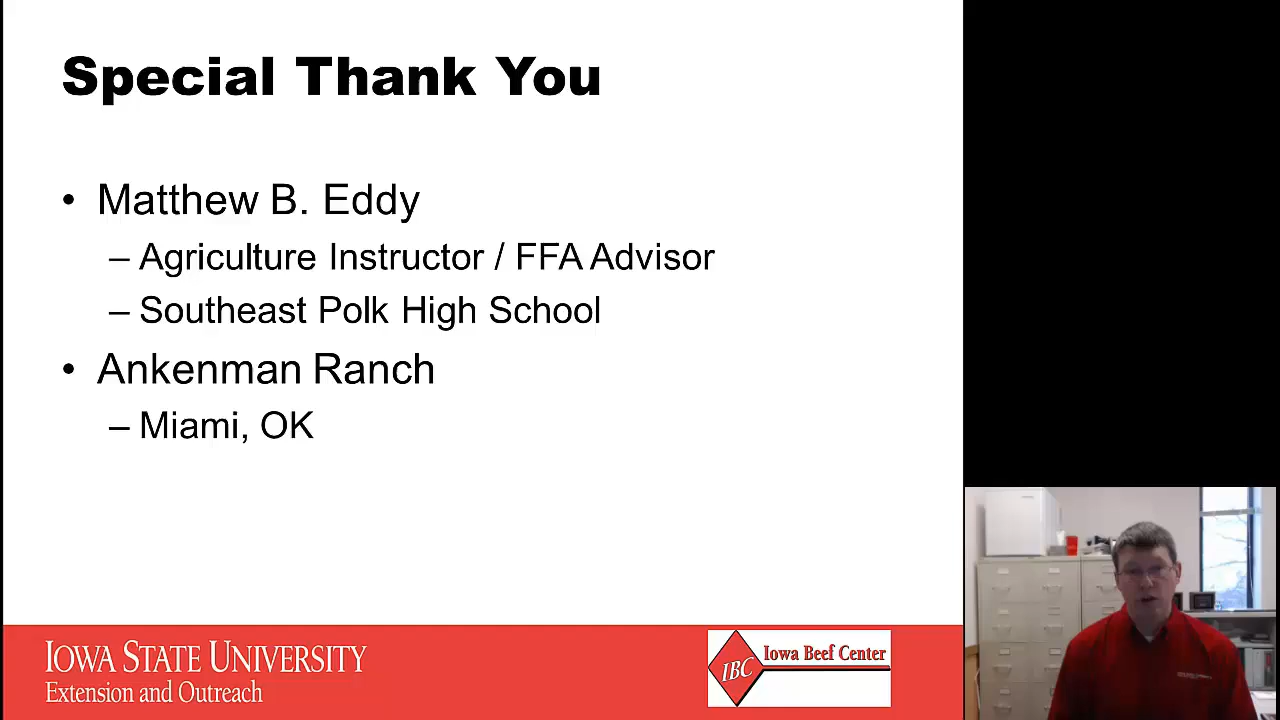 Special Thank You
• Matthew B. Eddy
– Agriculture Instructor / FFA Advisor
– Southeast Polk High School
• Ankenman Ranch
– Miami, OK
IOWA STATE UNIVERSITY
Extension and Outreach
IBC
Iowa Beef Center